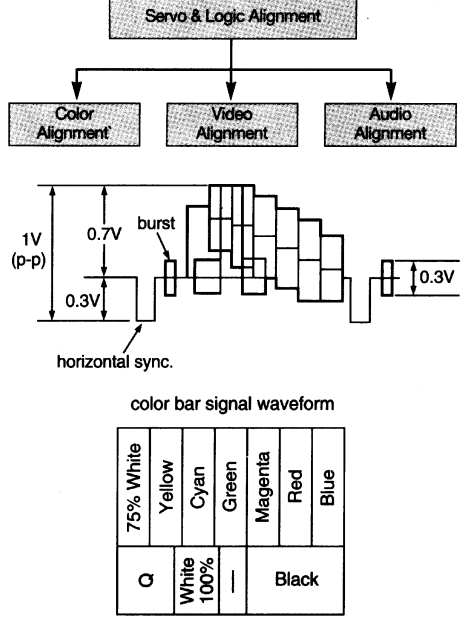 Servo & Logic Alignment
Color
Alignment
Video
Alignment
Audio
Alignment
1V
(p-p)
0.7V
burst
0.3V
0.3V
horizontal sync.
color bar signal waveform
75% White
Yellow
Cyan
Green
Magenta
Red
Blue
Q
White
100%
—
Black